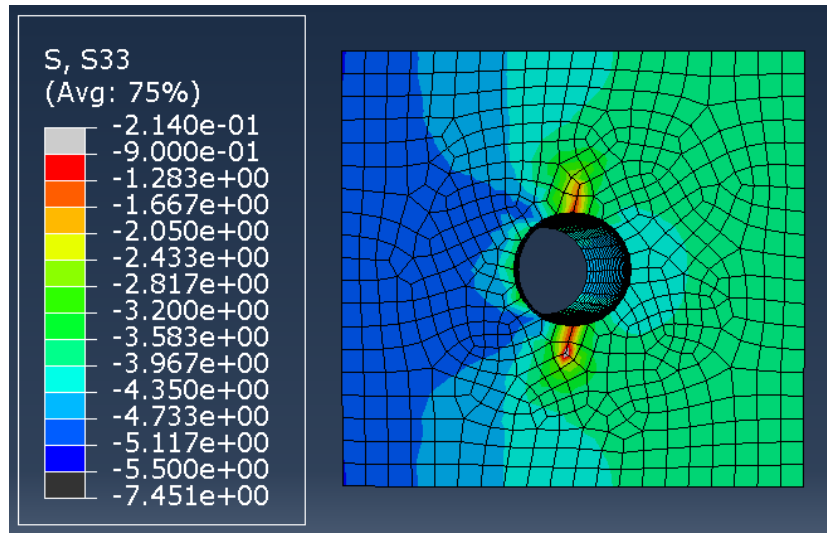 S, S33
(Avg: 75%)
-2.140e-01
-9.000e-01
-1.283e+00
-1.667e+00
-2.050e+00
-2.433e+00
-2.817e+00
-3.200e+00
-3.583e+00
-3.967e+00
-4.350e+00
-4.733e+00
-5.117e+00
-5.500e+00
-7.451e+00